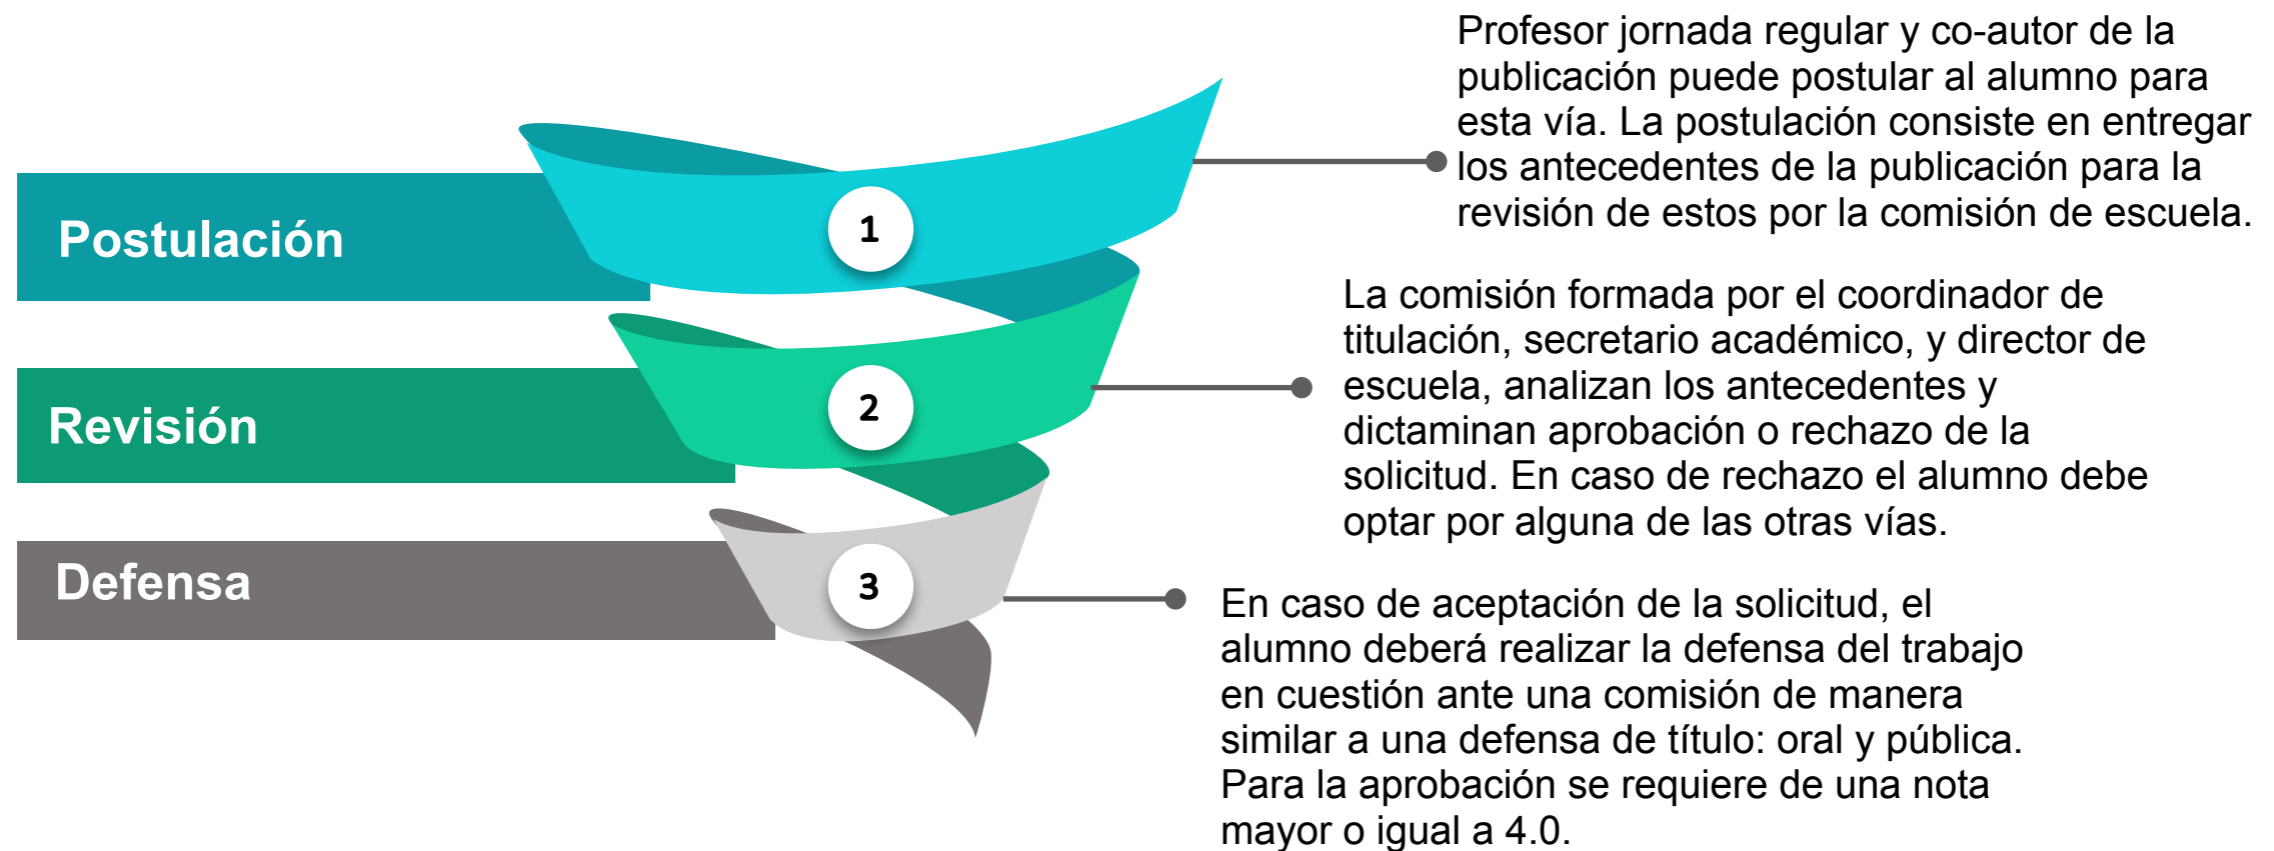 Postulación
1
Profesor jornada regular y co-autor de la
publicación puede postular al alumno para
esta vía. La postulación consiste en entregar
los antecedentes de la publicación para la
revisión de estos por la comisión de escuela.
Revisión
2
La comisión formada por el coordinador de
titulación, secretario académico, y director de
escuela, analizan los antecedentes y
dictaminan aprobación o rechazo de la
solicitud. En caso de rechazo el alumno debe
optar por alguna de las otras vías.
Defensa
3
En caso de aceptación de la solicitud, el
alumno deberá realizar la defensa del trabajo
en cuestión ante una comisión de manera
similar a una defensa de título: oral y pública.
Para la aprobación se requiere de una nota
mayor o igual a 4.0.